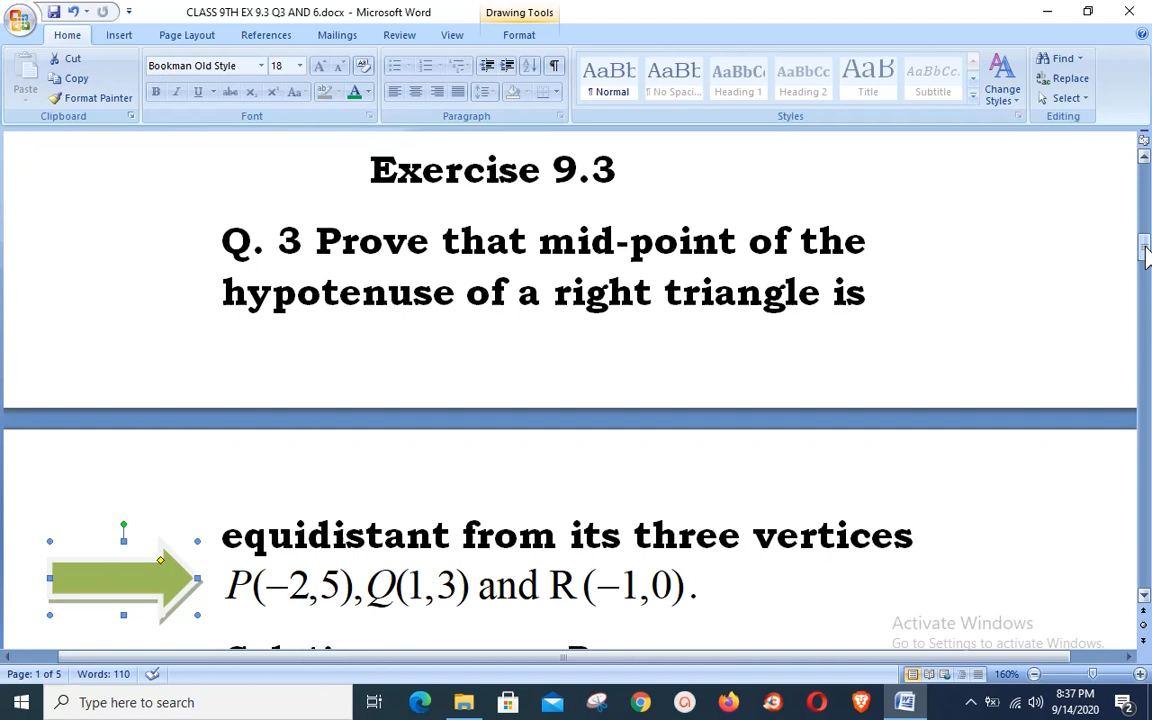 CLASS 9TH EX 9.3 Q3 AND 6.docx - Microsoft Word
Drawing Tools
Home Insert Page Layout References Mailings Review View Format
Paste
Cut
Copy
Format Painter
Clipboard
Bookman Old Style 18
Font
Paragraph
AaBb AaBb AaBbC AaBbC AaB AaBbCc.
¶ Normal ¶ No Spaci... Heading 1 Heading 2 Title Subtitle
Styles
Change
Styles
Find
Replace
Select
Editing
Exercise 9.3
Q. 3 Prove that mid-point of the
hypotenuse of a right triangle is
equidistant from its three vertices
P(−2,5),Q(1,3) and R (−1,0).
Activate Windows
Go to Settings to activate Windows.
Page: 1 of 5 Words: 110 160%
Type here to search
8:37 PM
9/14/2020
2